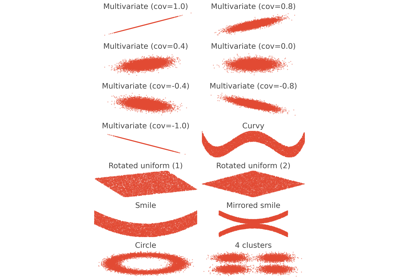 Multivariate (cov=1.0) Multivariate (cov=0.8)
Multivariate (cov=0.4) Multivariate (cov=0.0)
Multivariate (cov=-0.4) Multivariate (cov=-0.8)
Multivariate (cov=-1.0) Curvy
Rotated uniform (1) Rotated uniform (2)
Smile Mirrored smile
Circle 4 clusters